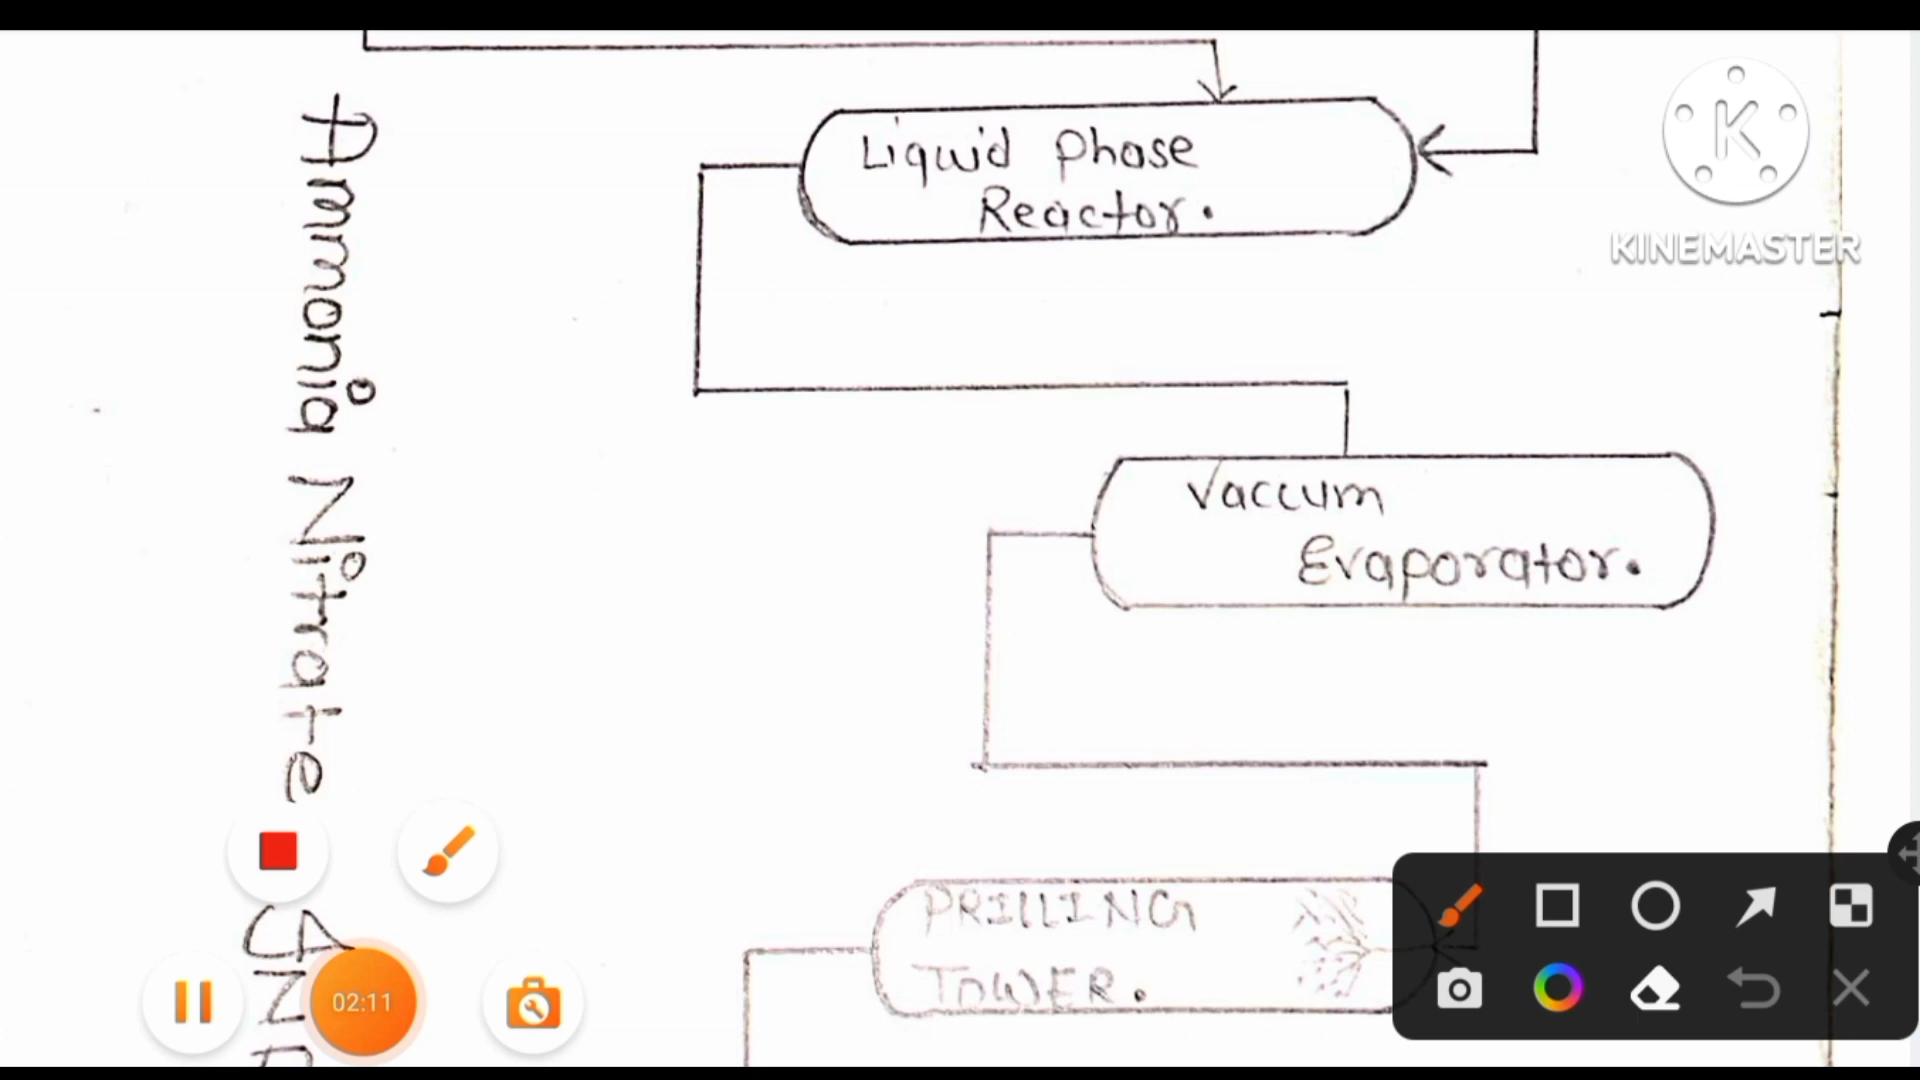 Liquid Phase
Reactor.
KINEMASTER
Ammonia Nitrate
Vaccum
Evaporator.
PRILLING
TOWER.
02:11